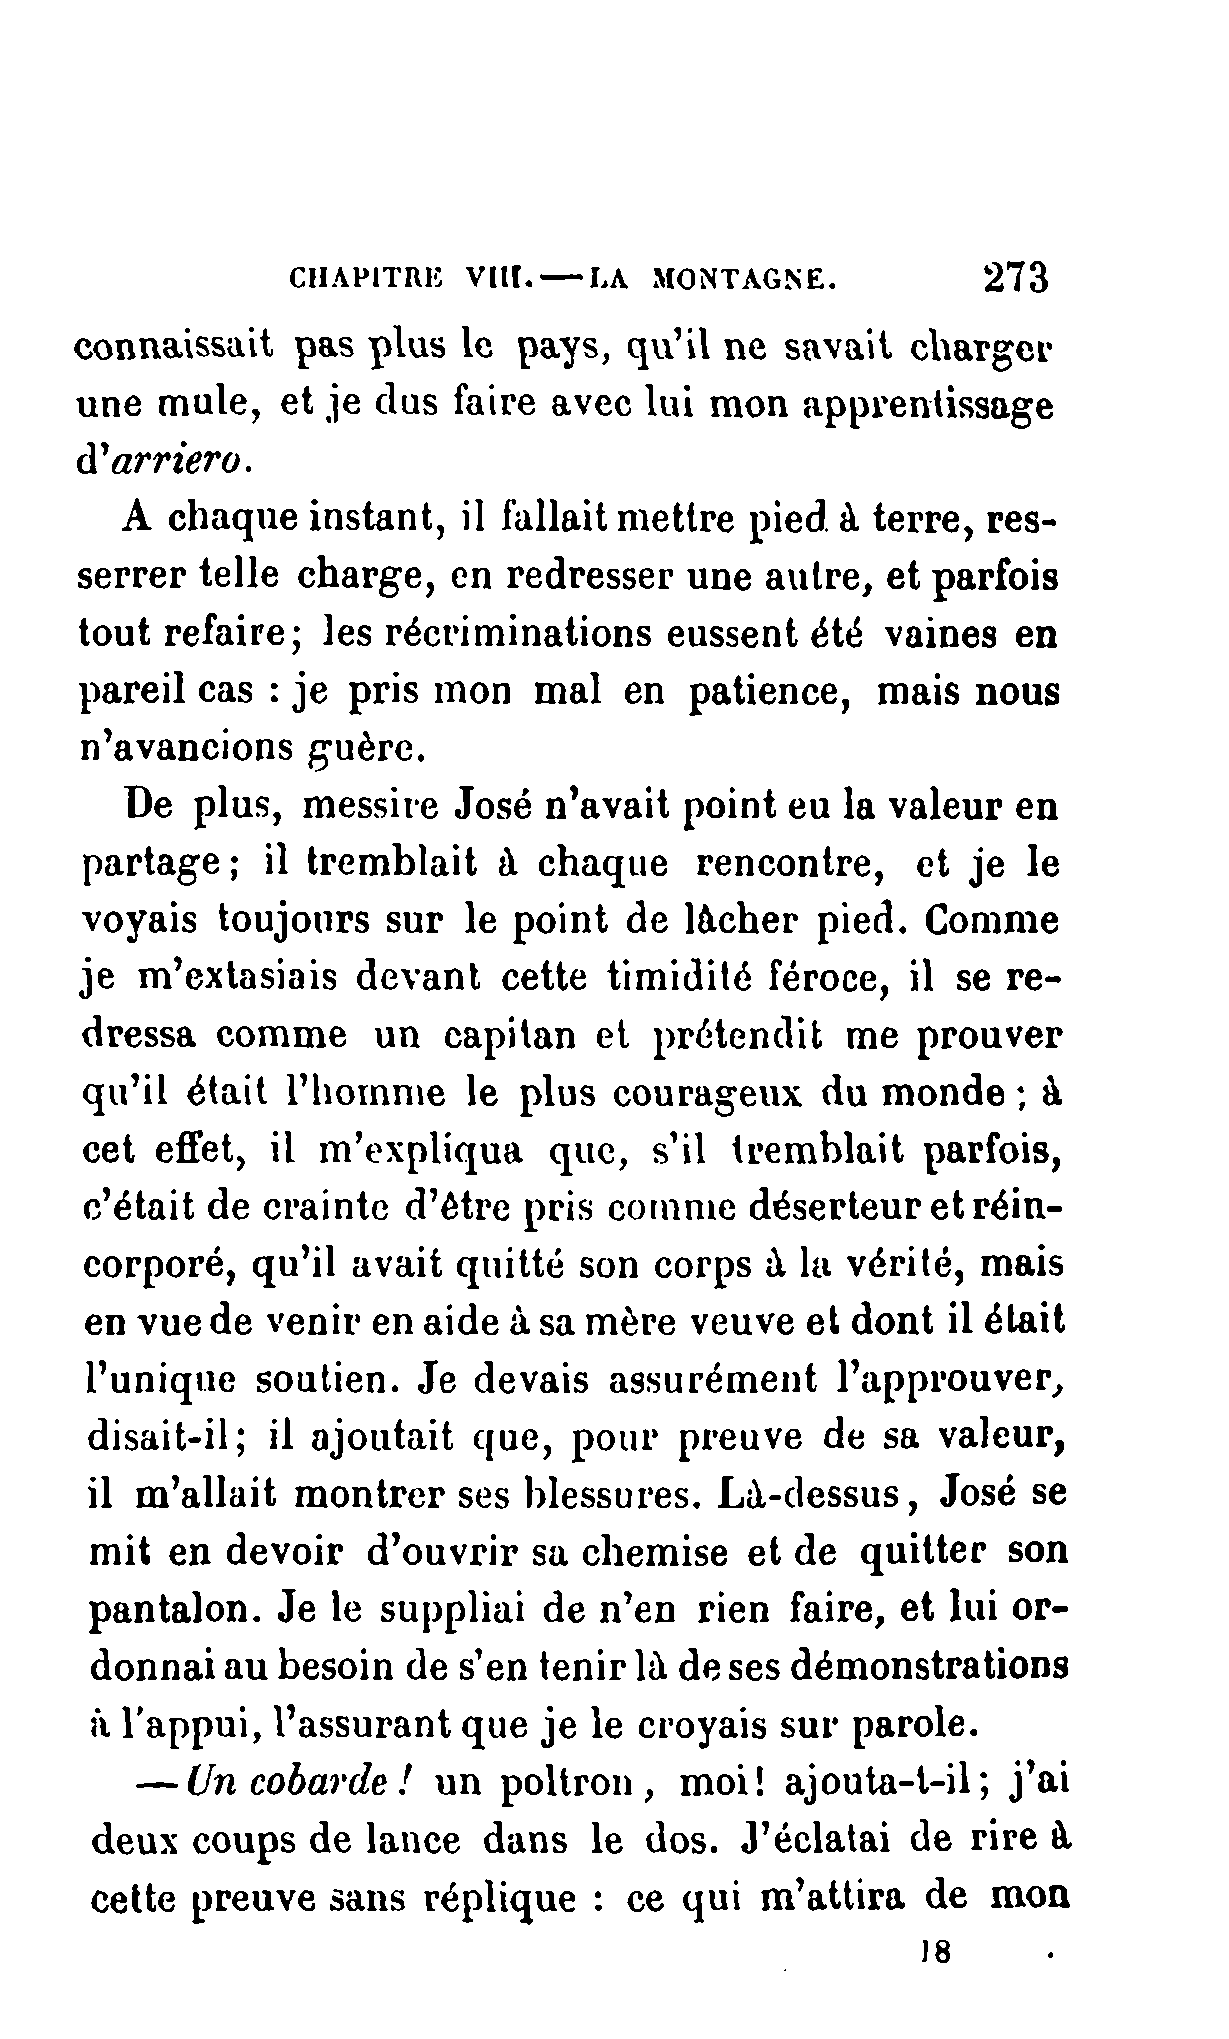 CHAPITRE VIII. — LA MONTAGNE. 273
connaissait pas plus le pays, qu'il ne savait charger
une mule, et je dus faire avec lui mon apprentissage
d'arriero.
A chaque instant, il fallait mettre pied à terre, res-
serrer telle charge, en redresser une autre, et parfois
tout refaire; les récriminations eussent été vaines en
pareil cas : je pris mon mal en patience, mais nous
n'avancions guère.
De plus, messire José n'avait point eu la valeur en
partage; il tremblait à chaque rencontre, et je le
voyais toujours sur le point de lâcher pied. Comme
je m'extasiais devant cette timidité féroce, il se re-
dressa comme un capitan et prétendit me prouver
qu'il était l'homme le plus courageux du monde; à
cet effet, il m'expliqua que, s'il tremblait parfois,
c'était de crainte d'être pris comme déserteur et réin-
corporé, qu'il avait quitté son corps à la vérité, mais
en vue de venir en aide à sa mère veuve et dont il était
l'unique soutien. Je devais assurément l'approuver,
disait-il; il ajoutait que, pour preuve de sa valeur,
il m'allait montrer ses blessures. Là-dessus, José se
mit en devoir d'ouvrir sa chemise et de quitter son
pantalon. Je le suppliai de n'en rien faire, et lui or-
donnai au besoin de s'en tenir là de ses démonstrations
à l'appui, l'assurant que je le croyais sur parole.
— Un cobarde ! un poltron, moi! ajouta-t-il; j'ai
deux coups de lance dans le dos. J'éclatai de rire à
cette preuve sans réplique : ce qui m'attira de mon
18